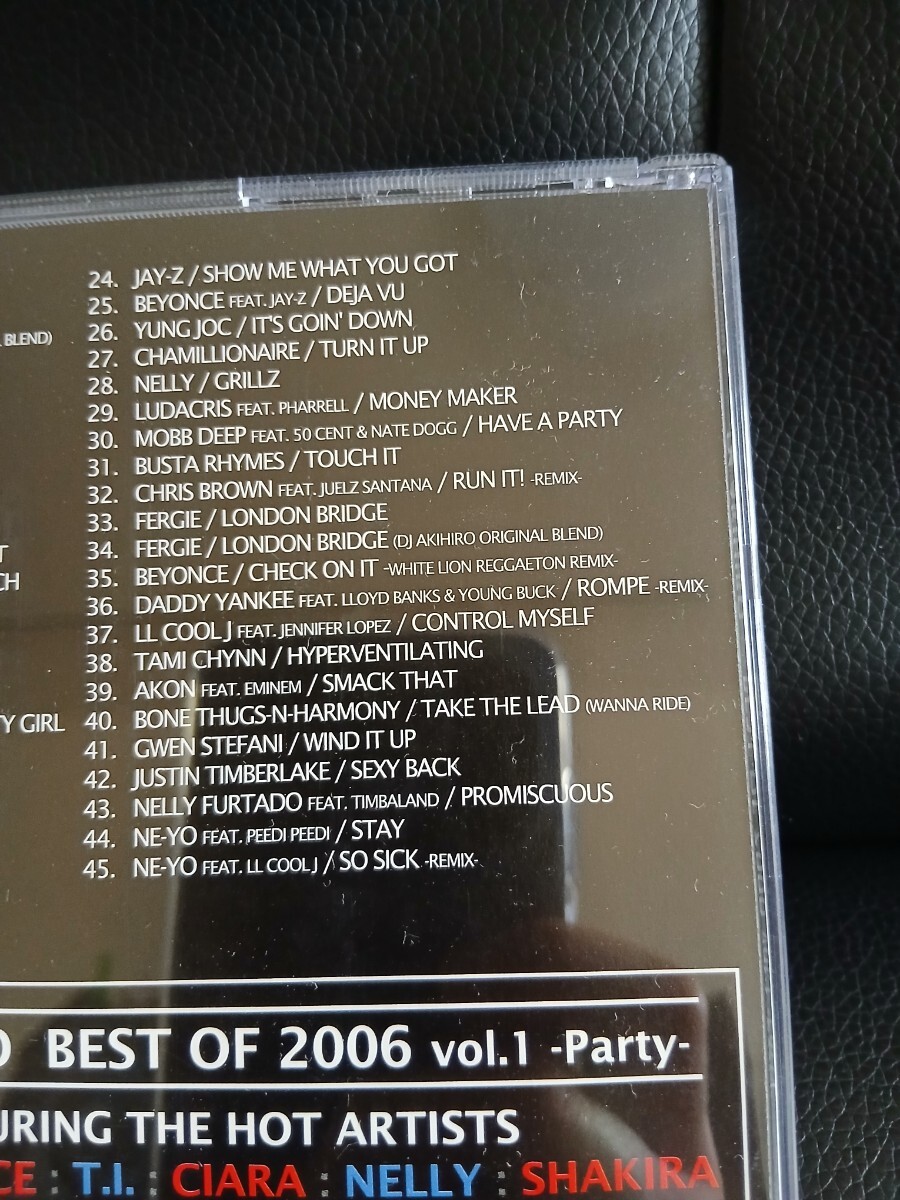 BLEND)
T
CH
TY GIRL
24. JAY-Z / SHOW ME WHAT YOU GOT
25. BEYONCE FEAT. JAY-Z / DEJA VU
26. YUNG JOC / IT'S GOIN' DOWN
27. CHAMILLIONAIRE / TURN IT UP
28. NELLY / GRILLZ
29. LUDACRIS FEAT. PHARRELL / MONEY MAKER
30. MOBB DEEP FEAT. 50 CENT & NATE DOGG / HAVE A PARTY
31. BUSTA RHYMES / TOUCH IT
32. CHRIS BROWN FEAT. JUELZ SANTANA / RUN IT! -REMIX-
33. FERGIE / LONDON BRIDGE
34. FERGIE / LONDON BRIDGE (DJ AKIHIRO ORIGINAL BLEND)
35. BEYONCE / CHECK ON IT -WHITE LION REGGAETON REMIX-
36. DADDY YANKEE FEAT. LLOYD BANKS & YOUNG BUCK / ROMPE -REMIX-
37. LL COOL J FEAT. JENNIFER LOPEZ / CONTROL MYSELF
38. TAMI CHYNN / HYPERVENTILATING
39. AKON FEAT. EMINEM / SMACK THAT
40. BONE THUGS-N-HARMONY / TAKE THE LEAD (WANNA RIDE)
41. GWEN STEFANI / WIND IT UP
42. JUSTIN TIMBERLAKE / SEXY BACK
43. NELLY FURTADO FEAT. TIMBALAND / PROMISCUOUS
44. NE-YO FEAT. PEEDI PEEDI / STAY
45. NE-YO FEAT. LL COOL J / SO SICK -REMIX-
BEST OF 2006 vol.1 -Party-
URING THE HOT ARTISTS
CE : T.I. : CIARA : NELLY : SHAKIRA